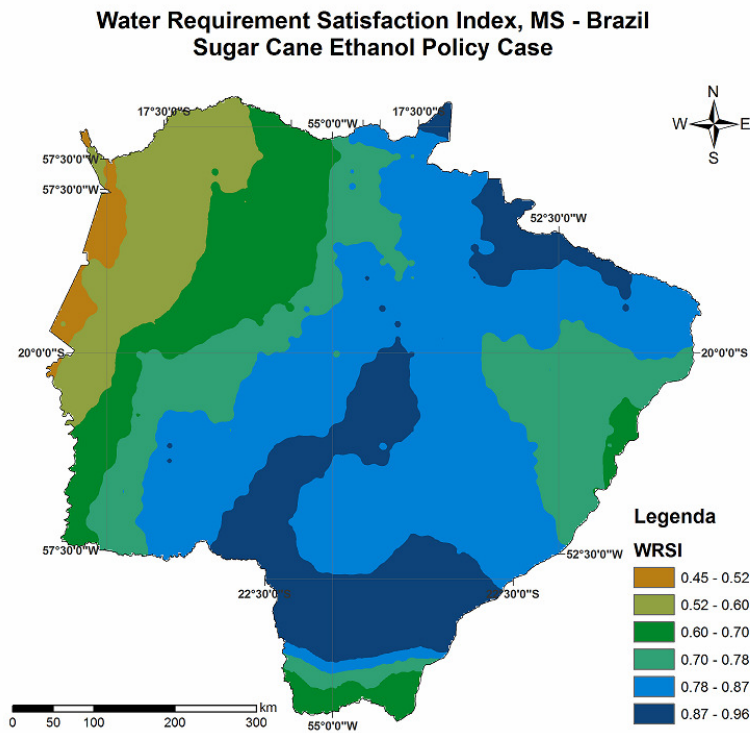 Water Requirement Satisfaction Index, MS - Brazil
Sugar Cane Ethanol Policy Case
N
W E
S
17°30'0"S
55°0'0"W
17°30'0"S
57°30'0"W
57°30'0"W
52°30'0"W
20°0'0"S
20°0'0"S
57°30'0"W
52°30'0"W
22°30'0"S
55°0'0"W
Legenda
WRSI
0.45 - 0.52
0.52 - 0.60
0.60 - 0.70
0.70 - 0.78
0.78 - 0.87
0.87 - 0.96
km
0 50 100 200 300